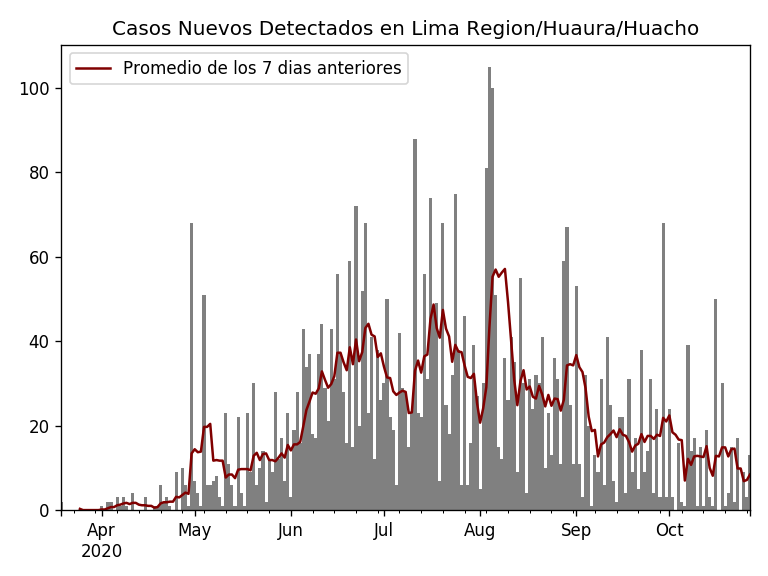 Casos Nuevos Detectados en Lima Region/Huaura/Huacho
Promedio de los 7 dias anteriores
100
80
60
40
20
0
Apr May Jun Jul Aug Sep Oct
2020